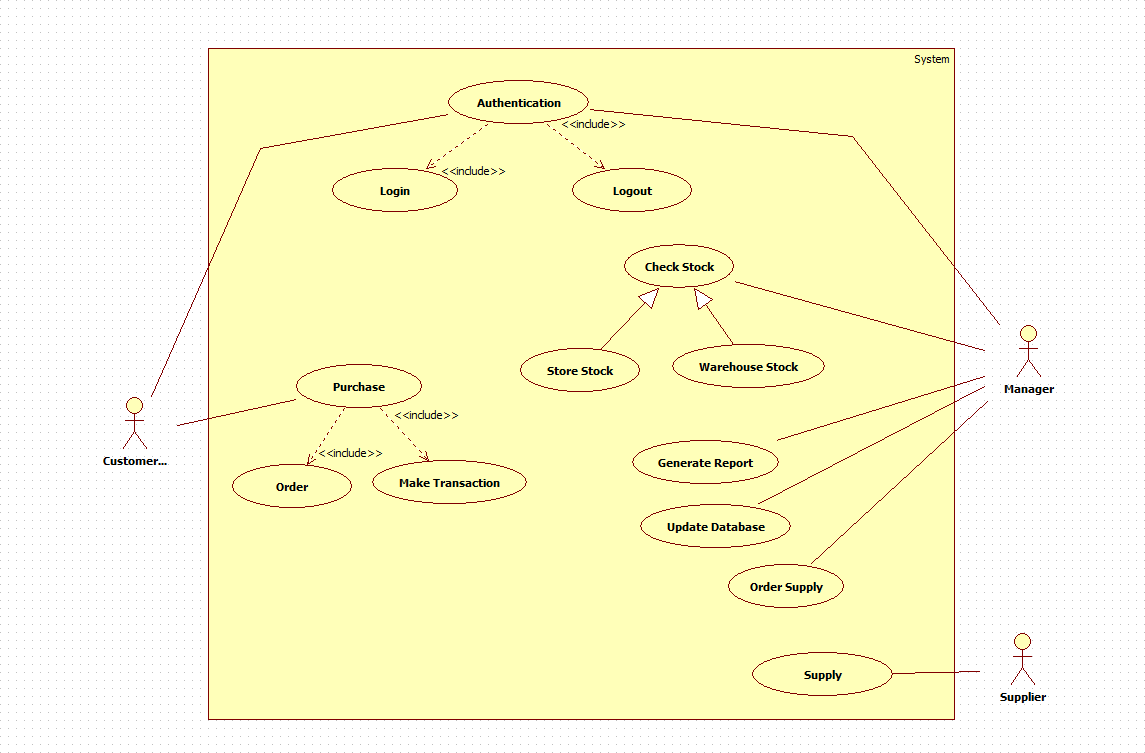 System
Authentication
<<include>>
<<include>>
Login
Logout
Check Stock
Store Stock
Warehouse Stock
Manager
Purchase
<<include>>
<<include>>
Customer...
Order
Make Transaction
Generate Report
Update Database
Order Supply
Supply
Supplier